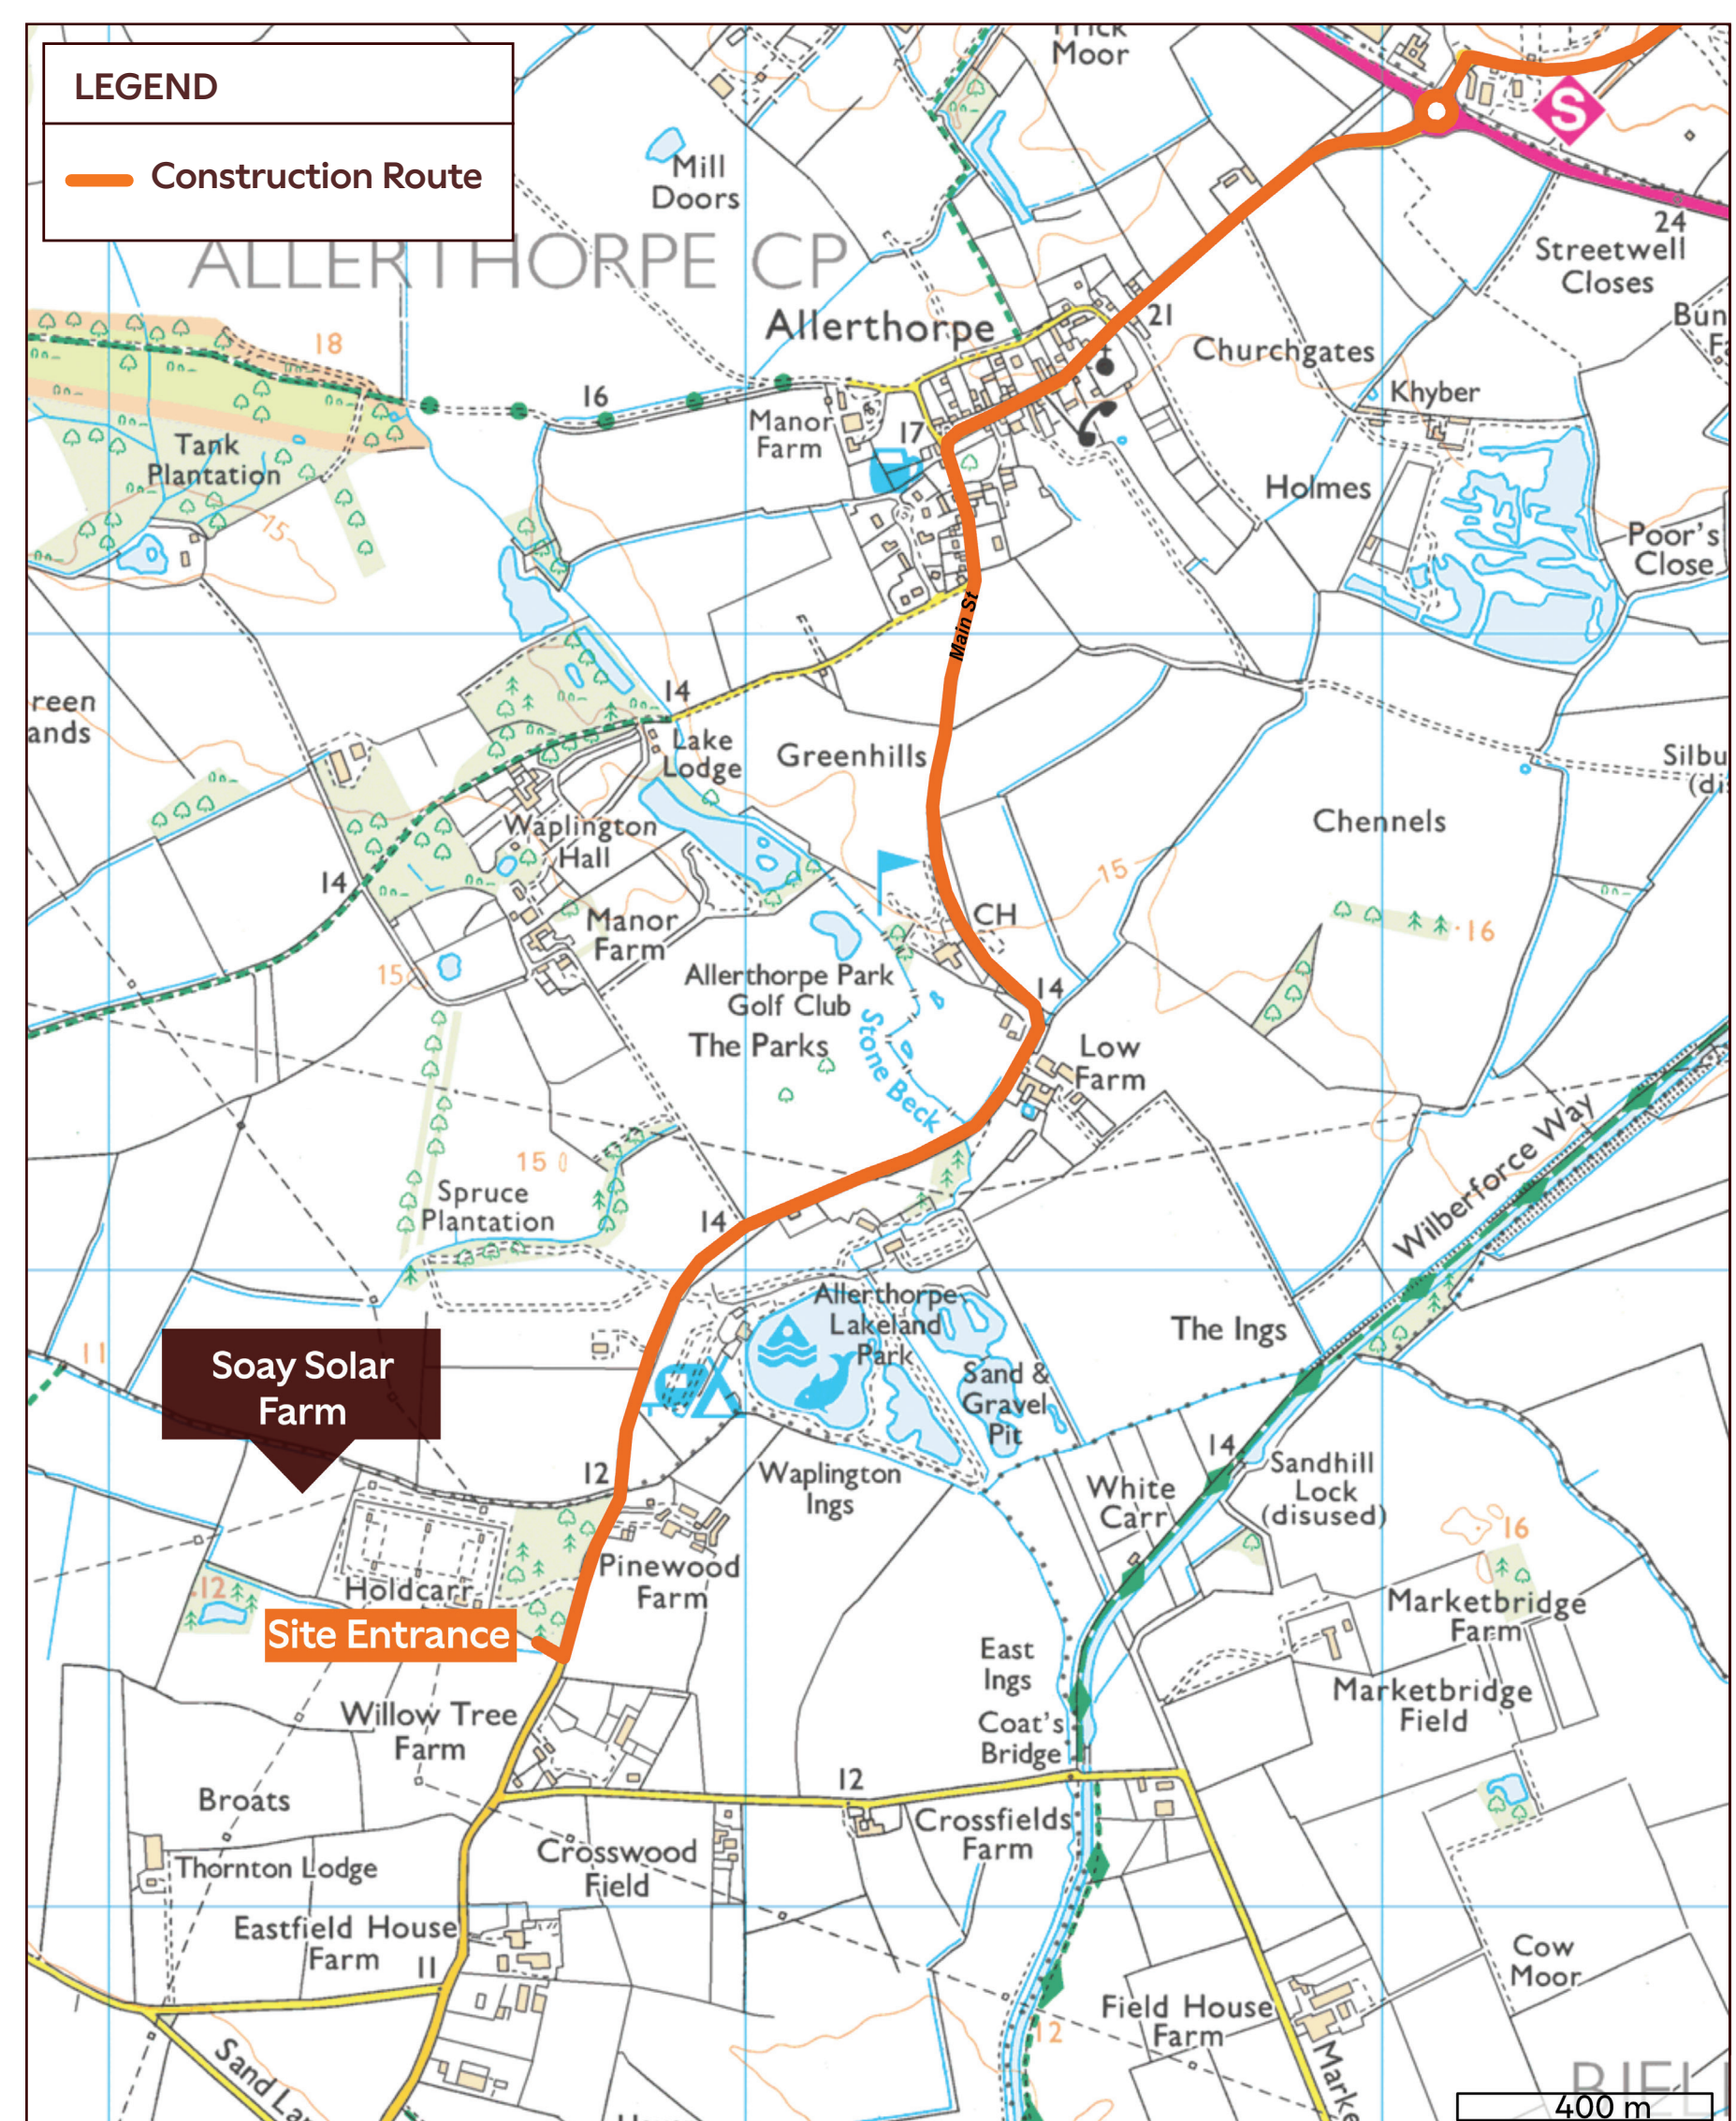 LEGEND
Construction Route
Moor
S
Mill
Doors
24
Streetwell
Closes
ALLERTHORPE CP
Allerthorpe
21
Churchgates
18
16
Khyber
Manor
Farm
17
Tank
Plantation
Holmes
15
Poor's
Close
Main St
14
Lake
Lodge
Greenhills
Chennels
Waplington
Hall
14
15
CH
Manor
Farm
16
15
Allerthorpe Park
Golf Club
14
The Parks
Stone Beck
Low
Farm
Wilberforce Way
15
Spruce
Plantation
14
Allerthorpe
Lakeland
Park
The Ings
11
Soay Solar
Farm
Sand &
Gravel
Pit
12
Waplington
Ings
14
White
Carr
Sandhill
Lock
(disused)
16
Pinewood
Farm
Holdcarr
12
Marketbridge
Farm
Site Entrance
East
Ings
Marketbridge
Field
Willow Tree
Farm
Coat's
Bridge
12
Broats
Crossfields
Farm
Crosswood
Field
Thornton Lodge
Eastfield House
Farm
11
Cow
Moor
Field House
Farm
12
Sand La
Marke
BIEL
400 m